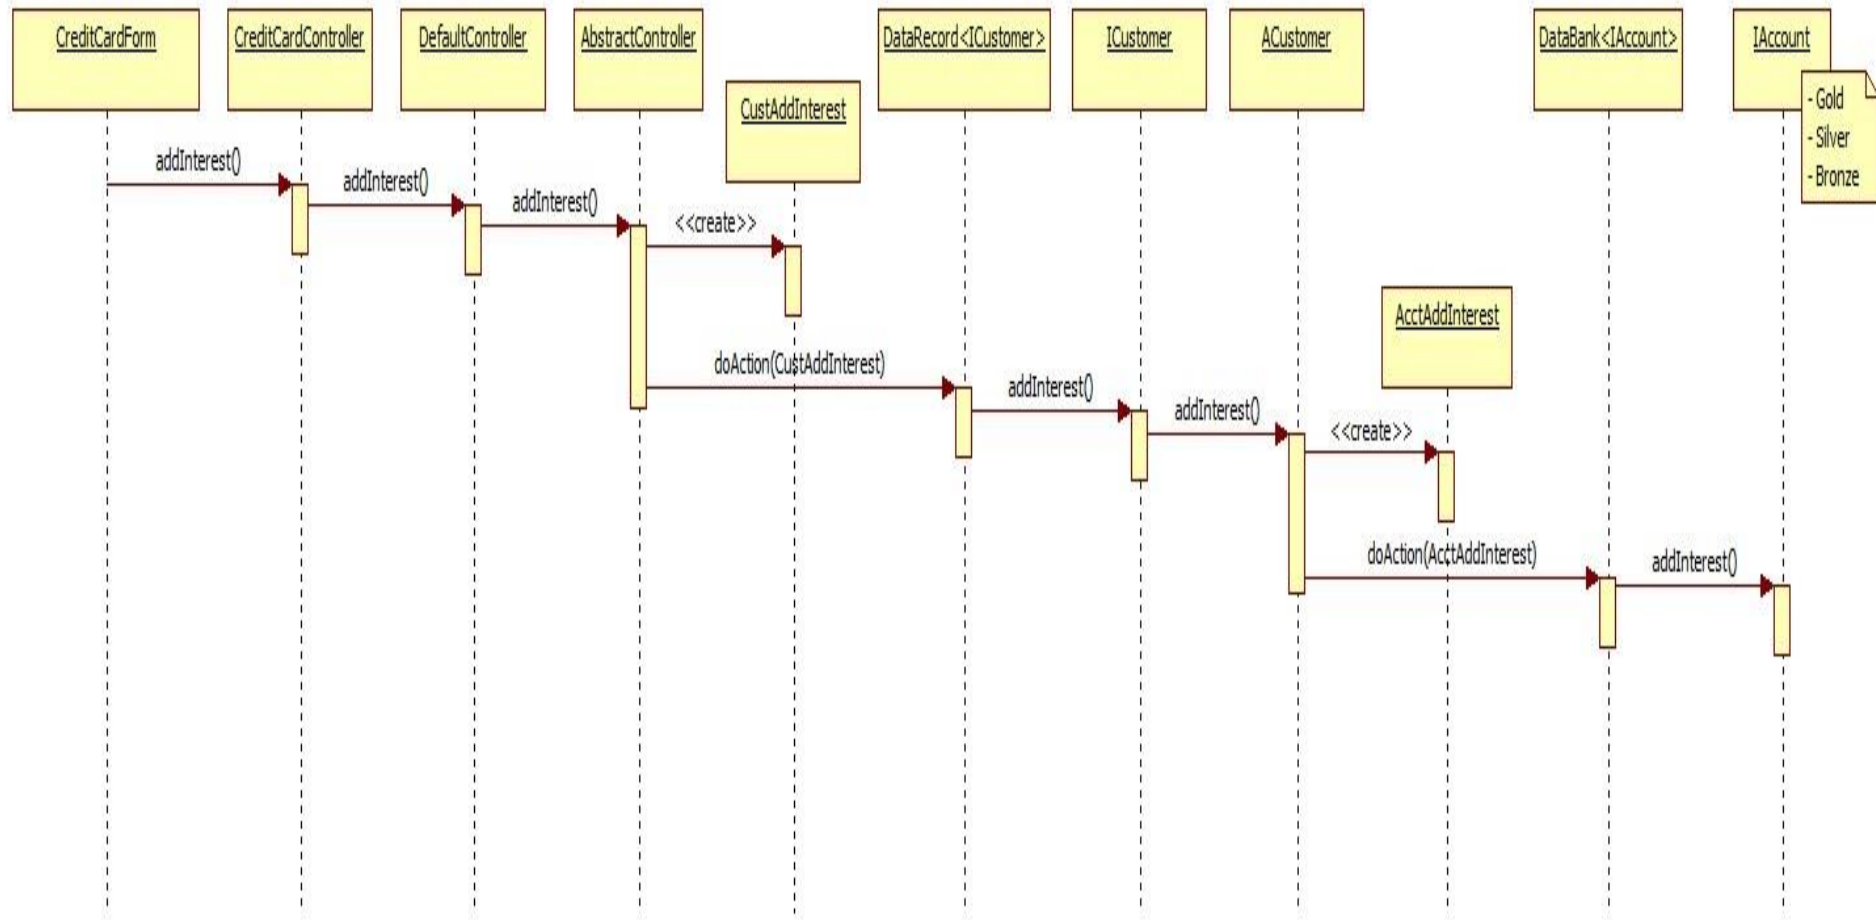 CreditCardForm
CreditCardController
DefaultController
AbstractController
DataRecord<ICustomer>
ICustomer
ACustomer
DataBank<IAccount>
IAccount
- Gold
- Silver
- Bronze
CustAddInterest
addInterest()
addInterest()
addInterest()
<<create>>
AcctAddInterest
doAction(CustAddInterest)
addInterest()
addInterest()
<<create>>
doAction(AcctAddInterest)
addInterest()